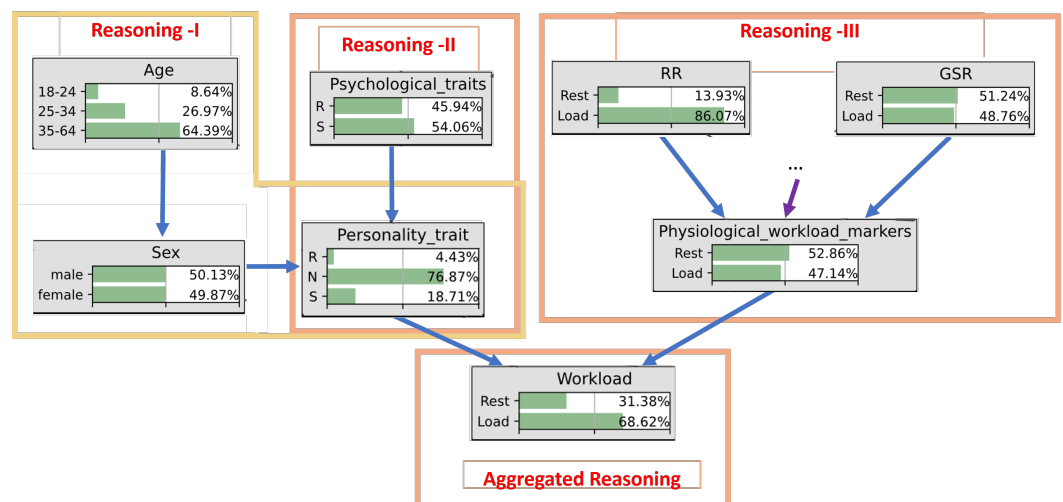 Reasoning -I
Age
18-24 8.64%
25-34 26.97%
35-64 64.39%
Sex
male 50.13%
female 49.87%
Reasoning -II
Psychological_traits
R 45.94%
S 54.06%
Personality_trait
R 4.43%
N 76.87%
S 18.71%
Reasoning -III
RR
Rest 13.93%
Load 86.07%
GSR
Rest 51.24%
Load 48.76%
...
Physiological_workload_markers
Rest 52.86%
Load 47.14%
Workload
Rest 31.38%
Load 68.62%
Aggregated Reasoning